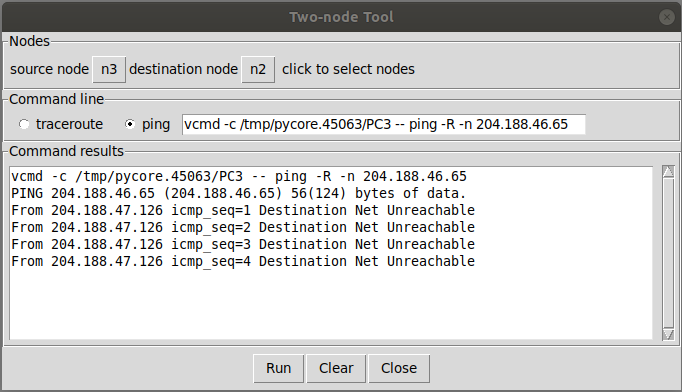 Two-node Tool
Nodes
source node n3 destination node n2 click to select nodes
Command line
traceroute ping vcmd -c /tmp/pycore.45063/PC3 -- ping -R -n 204.188.46.65
Command results
vcmd -c /tmp/pycore.45063/PC3 -- ping -R -n 204.188.46.65
PING 204.188.46.65 (204.188.46.65) 56(124) bytes of data.
From 204.188.47.126 icmp_seq=1 Destination Net Unreachable
From 204.188.47.126 icmp_seq=2 Destination Net Unreachable
From 204.188.47.126 icmp_seq=3 Destination Net Unreachable
From 204.188.47.126 icmp_seq=4 Destination Net Unreachable
Run Clear Close